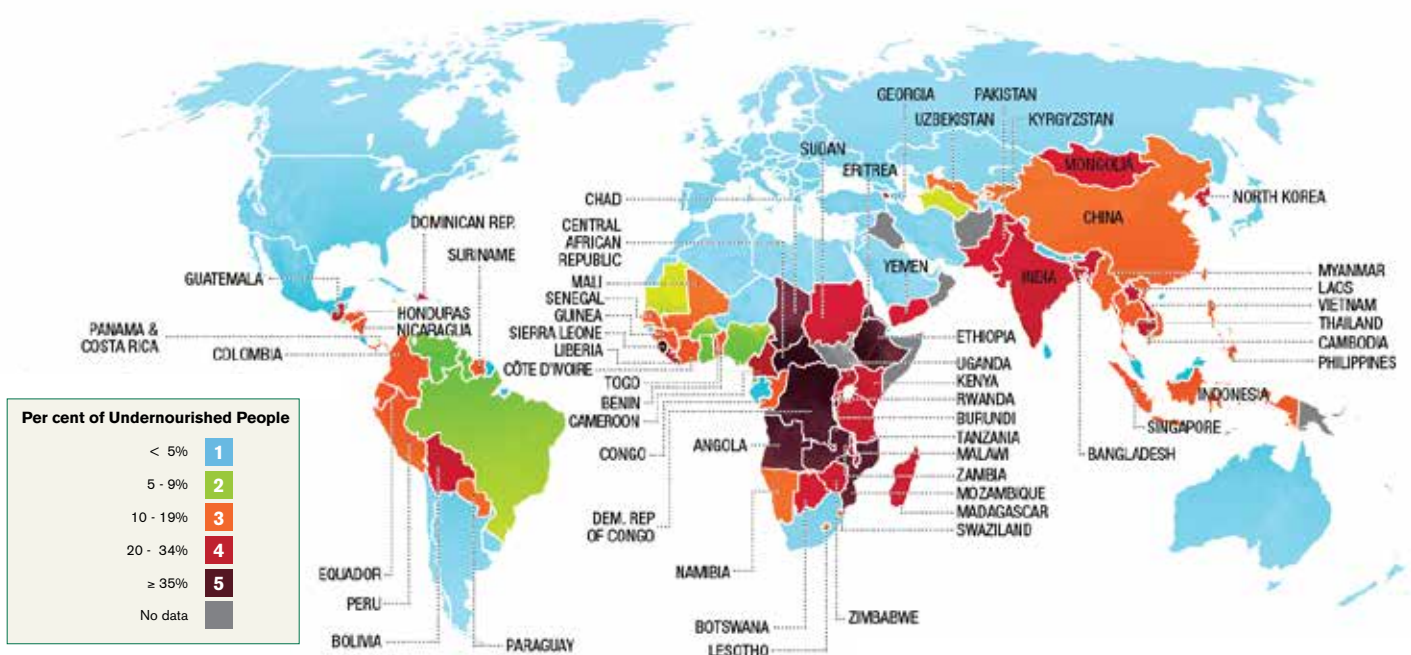 GEORGIA
PAKISTAN
UZBEKISTAN
KYRGYZSTAN
SUDAN
ERITREA
MONGOLIA
CHAD
NORTH KOREA
DOMINICAN REP.
CENTRAL
AFRICAN
REPUBLIC
CHINA
SURINAME
GUATEMALA
MALI
YEMEN
INDIA
MYANMAR
SENEGAL
LAOS
HONDURAS
GUINEA
VIETNAM
NICARAGUA
SIERRA LEONE
THAILAND
PANAMA &
COSTA RICA
LIBERIA
ETHIOPIA
CAMBODIA
COLOMBIA
CÔTE D'IVOIRE
UGANDA
PHILIPPINES
TOGO
KENYA
BENIN
RWANDA
INDONESIA
CAMEROON
BURUNDI
SINGAPORE
ANGOLA
TANZANIA
CONGO
MALAWI
BANGLADESH
ZAMBIA
MOZAMBIQUE
MADAGASCAR
DEM. REP
OF CONGO
SWAZILAND
NAMIBIA
EQUADOR
PERU
ZIMBABWE
BOTSWANA
BOLIVIA
PARAGUAY
LESOTHO
Per cent of Undernourished People
< 5% 1
5 - 9% 2
10 - 19% 3
20 - 34% 4
≥ 35% 5
No data